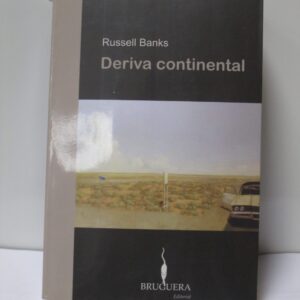 Russell Banks
Deriva continental
BRUGUERA
Editorial